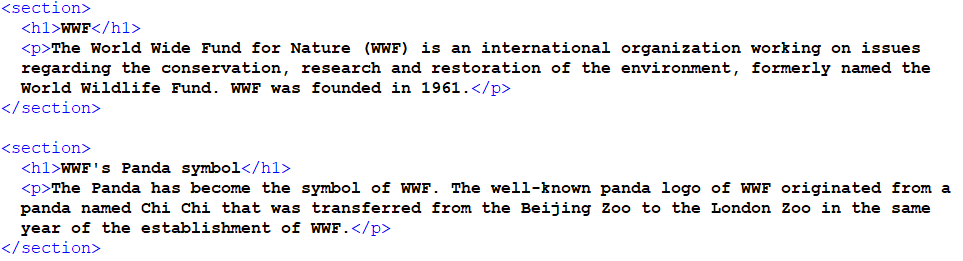 <section>
<h1>WWF</h1>
<p>The World Wide Fund for Nature (WWF) is an international organization working on issues
regarding the conservation, research and restoration of the environment, formerly named the
World Wildlife Fund. WWF was founded in 1961.</p>
</section>
<section>
<h1>WWF's Panda symbol</h1>
<p>The Panda has become the symbol of WWF. The well-known panda logo of WWF originated from a
panda named Chi Chi that was transferred from the Beijing Zoo to the London Zoo in the same
year of the establishment of WWF.</p>
</section>